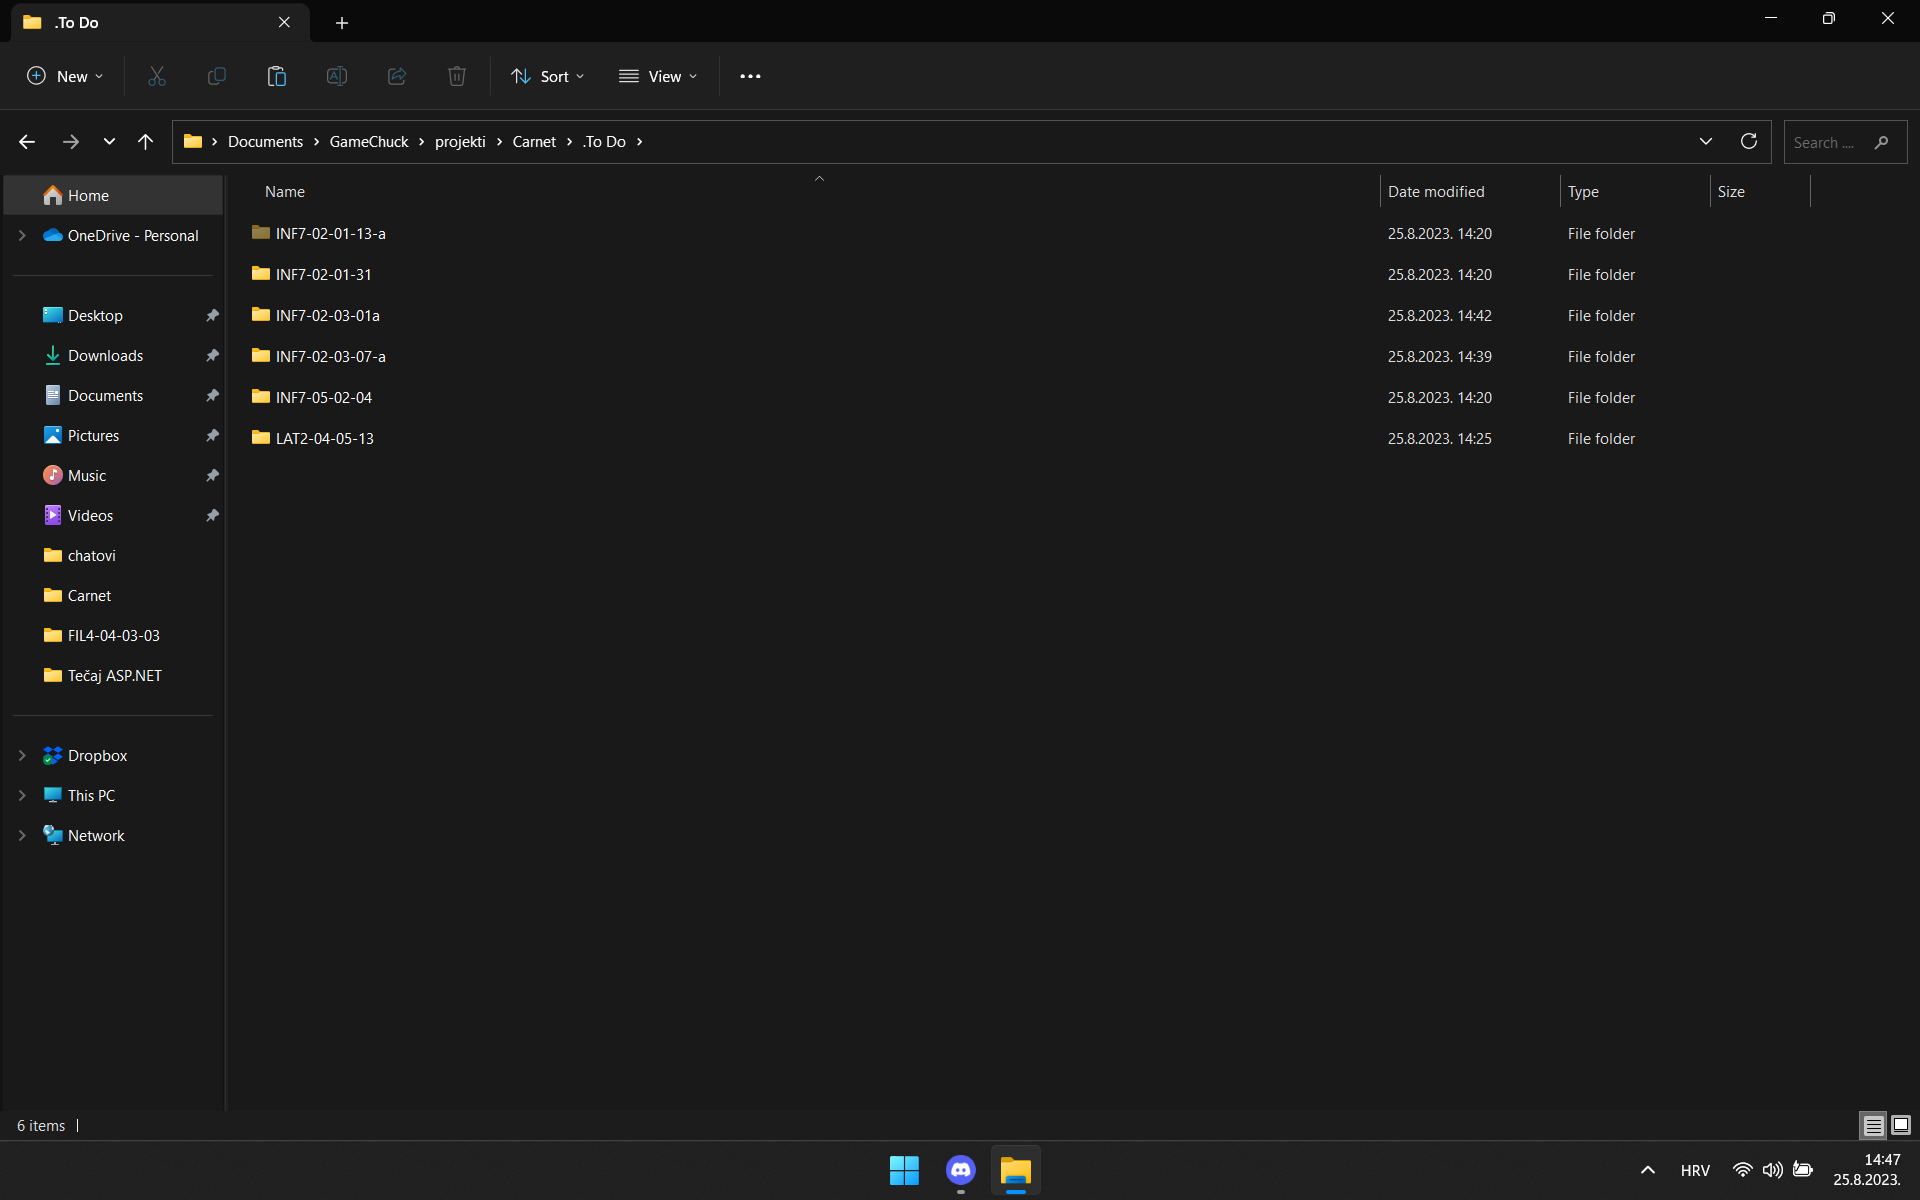 .To Do
New
Sort
View
Documents
GameChuck
projekti
Carnet
.To Do
Search ....
Home
OneDrive - Personal
Desktop
Downloads
Documents
Pictures
Music
Videos
chatovi
Carnet
FIL4-04-03-03
Tečaj ASP.NET
Dropbox
This PC
Network
Name Date modified Type Size
INF7-02-01-13-a 25.8.2023. 14:20 File folder
INF7-02-01-31 25.8.2023. 14:20 File folder
INF7-02-03-01a 25.8.2023. 14:42 File folder
INF7-02-03-07-a 25.8.2023. 14:39 File folder
INF7-05-02-04 25.8.2023. 14:20 File folder
LAT2-04-05-13 25.8.2023. 14:25 File folder
6 items
HRV
14:47
25.8.2023.